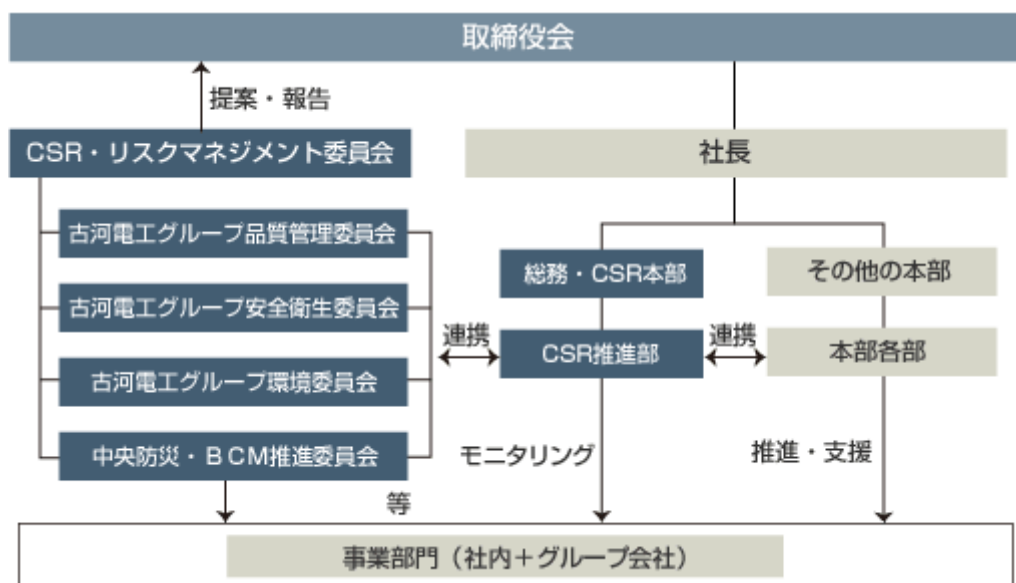 取締役会
提案・報告
CSR・リスクマネジメント委員会
社長
古河電工グループ品質管理委員会
総務・CSR本部
その他の本部
古河電工グループ安全衛生委員会
連携
CSR推進部
連携
本部各部
古河電工グループ環境委員会
中央防災・BCM推進委員会
モニタリング
推進・支援
等
事業部門（社内＋グループ会社）